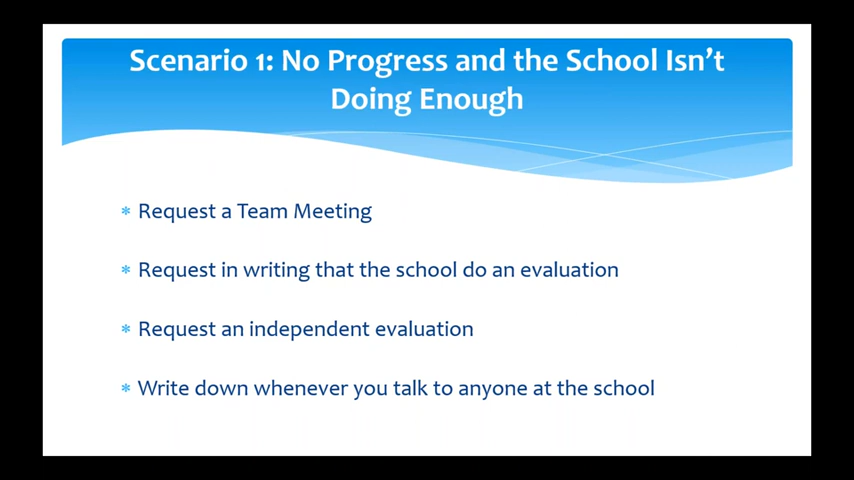 Scenario 1: No Progress and the School Isn't
Doing Enough
* Request a Team Meeting
* Request in writing that the school do an evaluation
* Request an independent evaluation
* Write down whenever you talk to anyone at the school